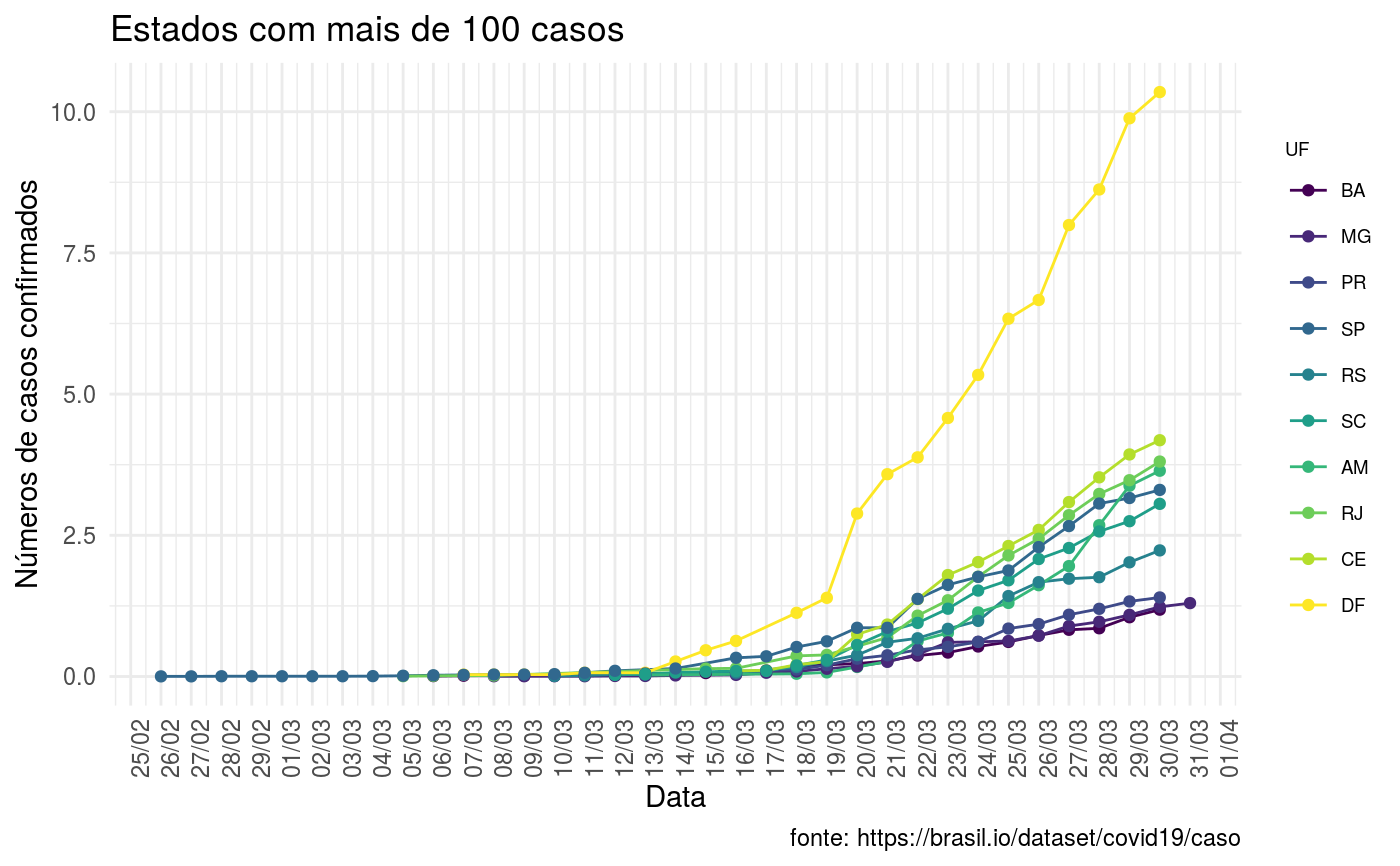 Estados com mais de 100 casos
Números de casos confirmados
10.0
7.5
5.0
2.5
0.0
25/02
26/02
27/02
28/02
29/02
01/03
02/03
03/03
04/03
05/03
06/03
07/03
08/03
09/03
10/03
11/03
12/03
13/03
14/03
15/03
16/03
17/03
18/03
19/03
20/03
21/03
22/03
23/03
24/03
25/03
26/03
27/03
28/03
29/03
30/03
31/03
01/04
Data
UF
BA
MG
PR
SP
RS
SC
AM
RJ
CE
DF
fonte: https://brasil.io/dataset/covid19/caso